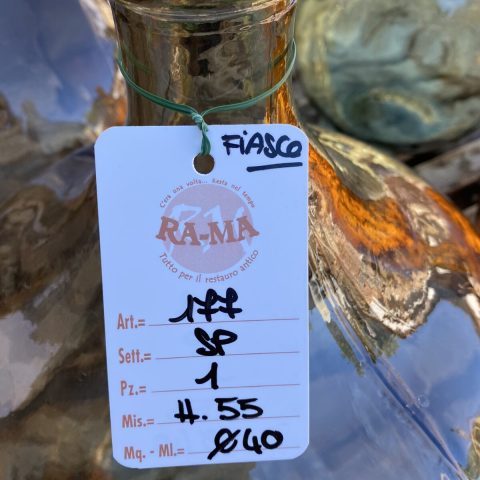 FiASCO
C'era una volta... Resta nel tempo
RA-MA
Tutto per il restauro antico
Art.= 177
Sett.= SP
Pz.= 1
Mis.= H. 55
Mq. - Ml.= Ø40